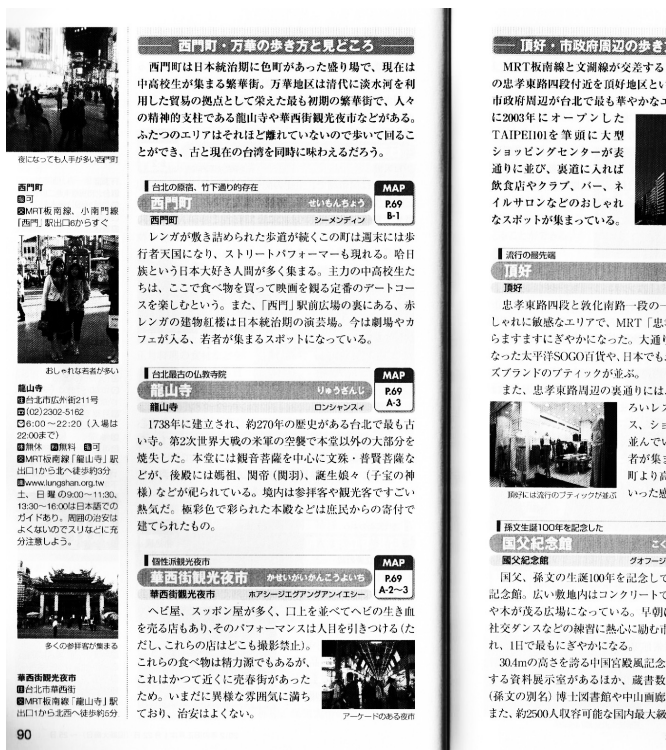 夜になっても人手が多い西門町
西門町
可
MRT板南線、小南門線
「西門」駅出口6からすぐ
おしゃれな若者が多い
龍山寺
台北市広州街211号
(02)2302-5162
6:00～22:20（入場は
22:00まで）
無休 無料 可
MRT板南線「龍山寺」駅
出口1から北へ徒歩約3分
www.lungshan.org.tw
土、日曜の9:00～11:30、
13:30～16:00は日本語での
ガイドあり。周囲の治安は
よくないのでスリなどに充
分注意しよう。
多くの参拝客が集まる
華西街観光夜市
台北市華西街
MRT板南線「龍山寺」駅
出口1から北西へ徒歩約5分
90
西門町・万華の歩き方と見どころ
西門町は日本統治期に色町があった盛り場で、現在は
中高校生が集まる繁華街。万華地区は清代に淡水河を利
用した貿易の拠点として栄えた最も初期の繁華街で、人々
の精神的支柱である龍山寺や華西街観光夜市などがある。
ふたつのエリアはそれほど離れていないので歩いて回るこ
とができ、古と現在の台湾を同時に味わえるだろう。
台北の原宿、竹下通り的存在
西門町 せいもんちょう
西門町 シーメンディン
MAP
P.69
B-1
レンガが敷き詰められた歩道が続くこの町は週末には歩
行者天国になり、ストリートパフォーマーも現れる。哈日
族という日本大好き人間が多く集まる。主力の中高校生た
ちは、ここで食べ物を買って映画を観る定番のデートコー
スを楽しむという。また、「西門」駅前広場の裏にある、赤
レンガの建物紅楼は日本統治期の演芸場。今は劇場やカ
フェが入る、若者が集まるスポットになっている。
台北最古の仏教寺院
龍山寺 りゅうざんじ
龍山寺 ロンシャンスィ
MAP
P.69
A-3
1738年に建立され、約270年の歴史がある台北で最も古
い寺。第2次世界大戦の米軍の空襲で本堂以外の大部分を
焼失した。本堂には観音菩薩を中心に文殊・普賢菩薩な
どが、後殿には媽祖、関帝（関羽）、誕生娘々（子宝の神
様）などが祀られている。境内は参拝客や観光客ですごい
熱気だ。極彩色で彩られた本殿などは庶民からの寄付で
建てられたもの。
個性派観光夜市
華西街観光夜市 かせいがいかんこうよいち
華西街観光夜市 ホアシージエグアングアンイエシー
MAP
P.69
A-2～3
ヘビ屋、スッポン屋が多く、口上を並べてヘビの生き血
を売る店もあり、そのパフォーマンスは人目を引きつける（た
だし、これらの店はどこも撮影禁止）。
これらの食べ物は精力源でもあるが、
これはかつて近くに売春街があった
ため。いまだに異様な雰囲気に満ち
ており、治安はよくない。
アーケードのある夜市
頂好・市政府周辺の歩き
MRT板南線と文湖線が交差する
の忠孝東路四段付近を頂好地区とい
市政府周辺が台北で最も華やかなエ
に2003年にオープンした
TAIPEI101を筆頭に大型
ショッピングセンターが表
通りに並び、裏道に入れば
飲食店やクラブ、バー、ネ
イルサロンなどのおしゃれ
なスポットが集まっている。
流行の最先端
頂好
頂好
忠孝東路四段と敦化南路一段の一
しゃれに敏感なエリアで、MRT「忠
らますますにぎやかになった。大通り
なった太平洋SOGO百貨や、日本でも
ズブランドのブティックが並ぶ。
また、忠孝東路周辺の裏通りには
ろいレス
ス、ショ
並んでい
者が集ま
町より高
いった感
頂好には流行のブティックが並ぶ
孫文生誕100年を記念した
国父紀念館 こく
國父紀念館 グオフージ
国父、孫文の生誕100年を記念して
記念館。広い敷地内はコンクリートで
や木が茂る広場になっている。早朝に
社交ダンスなどの練習に熱心に励む市
れ、1日で最もにぎやかになる。
30.4mの高さを誇る中国宮殿風記念
する資料展示室があるほか、蔵書数
（孫文の別名）博士図書館や中山画廊
また、約2500人収容可能な国内最大級